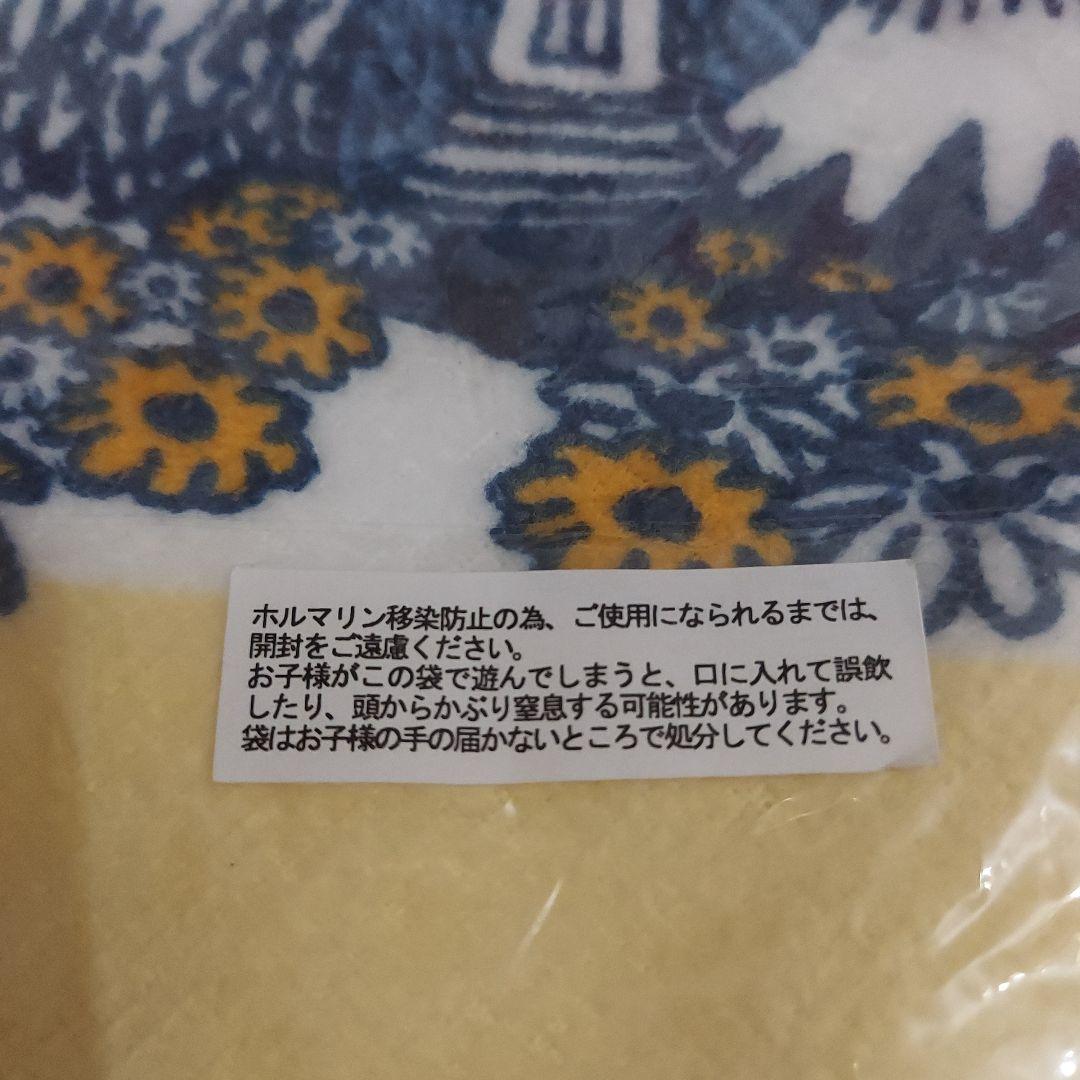 ホルマリン移染防止の為、ご使用になられるまでは、
開封をご遠慮ください。
お子様がこの袋で遊んでしまうと、口に入れて誤飲
したり、頭からかぶり窒息する可能性があります。
袋はお子様の手の届かないところで処分してください。